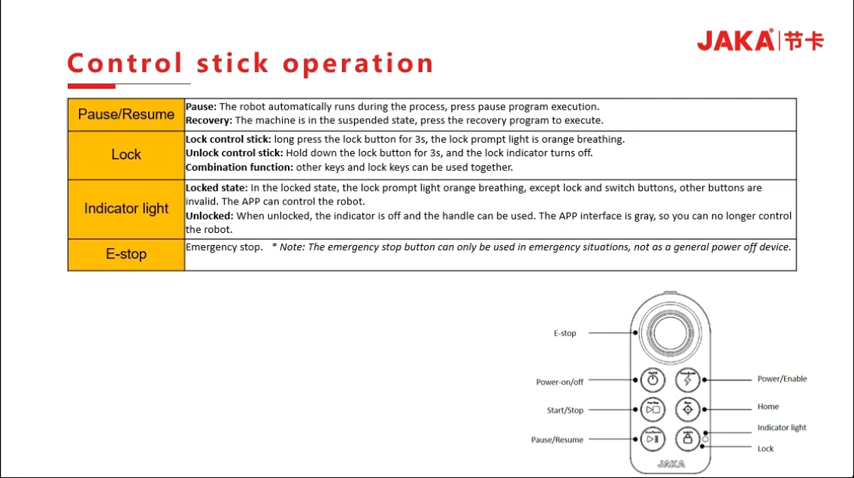 JAKA 节卡
Control stick operation
Pause/Resume
Pause: The robot automatically runs during the process, press pause program execution.
Recovery: The machine is in the suspended state, press the recovery program to execute.
Lock
Lock control stick: long press the lock button for 3s, the lock prompt light is orange breathing.
Unlock control stick: Hold down the lock button for 3s, and the lock indicator turns off.
Combination function: other keys and lock keys can be used together.
Indicator light
Locked state: In the locked state, the lock prompt light orange breathing, except lock and switch buttons, other buttons are
invalid. The APP can control the robot.
Unlocked: When unlocked, the indicator is off and the handle can be used. The APP interface is gray, so you can no longer control
the robot.
E-stop
Emergency stop. * Note: The emergency stop button can only be used in emergency situations, not as a general power off device.
E-stop
Power-on/off
Power/Enable
Start/Stop
Home
Indicator light
Pause/Resume
Lock
JAKA